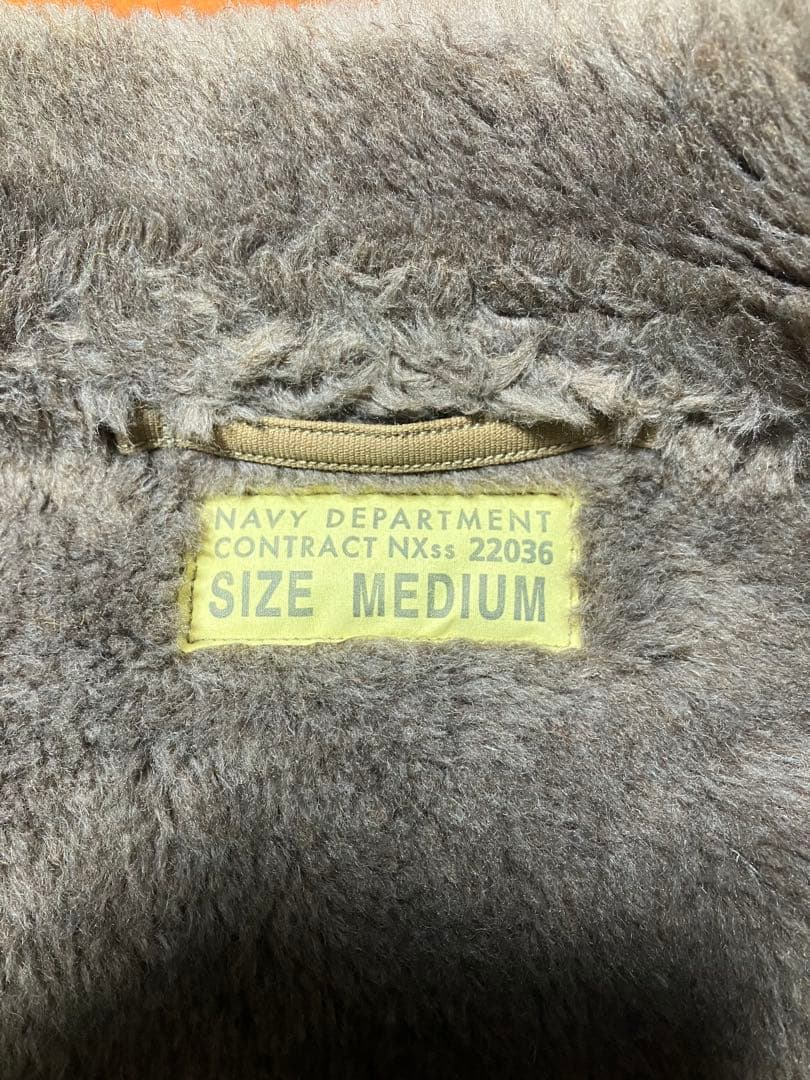 NAVY DEPARTMENT
CONTRACT NXss 22036
SIZE MEDIUM